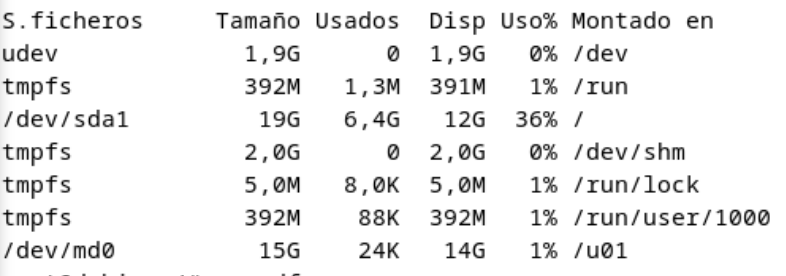 S.ficheros Tamaño Usados Disp Uso% Montado en
udev 1,9G 0 1,9G 0% /dev
tmpfs 392M 1,3M 391M 1% /run
/dev/sda1 19G 6,4G 12G 36% /
tmpfs 2,0G 0 2,0G 0% /dev/shm
tmpfs 5,0M 8,0K 5,0M 1% /run/lock
tmpfs 392M 88K 392M 1% /run/user/1000
/dev/md0 15G 24K 14G 1% /u01